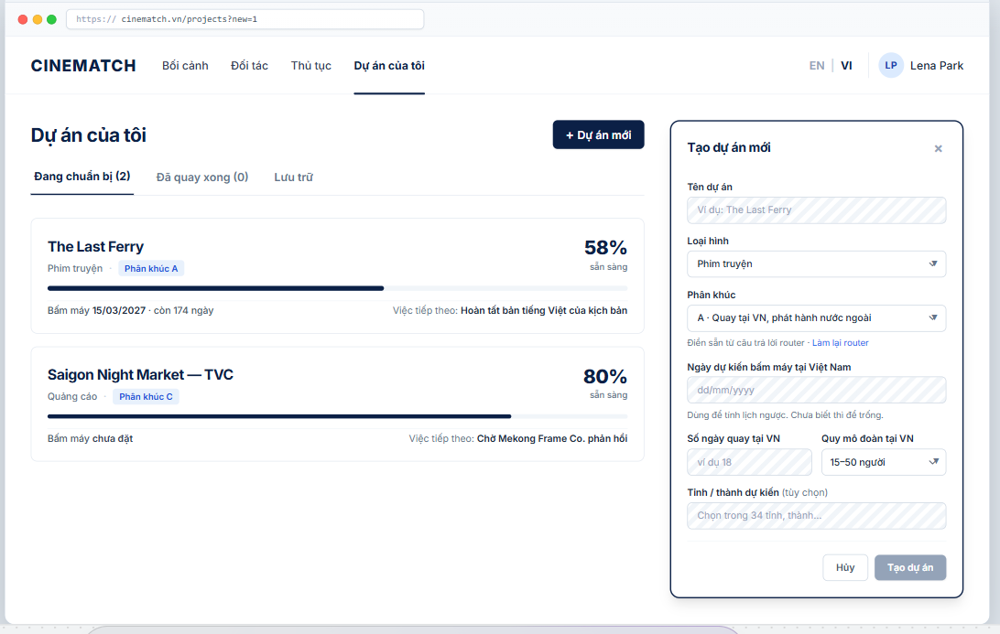 https:// cinematch.vn/projects?new=1
CINEMATCH Bối cảnh Đối tác Thủ tục Dự án của tôi EN VI LP Lena Park
Dự án của tôi
+ Dự án mới
Đang chuẩn bị (2) Đã quay xong (0) Lưu trữ
The Last Ferry
58%
Phim truyện · Phân khúc A
sẵn sàng
Bấm máy 15/03/2027 · còn 174 ngày
Việc tiếp theo: Hoàn tất bản tiếng Việt của kịch bản
Saigon Night Market — TVC
80%
Quảng cáo · Phân khúc C
sẵn sàng
Bấm máy chưa đặt
Việc tiếp theo: Chờ Mekong Frame Co. phản hồi
Tạo dự án mới ×
Tên dự án
Ví dụ: The Last Ferry
Loại hình
Phim truyện
Phân khúc
A · Quay tại VN, phát hành nước ngoài
Điền sẵn từ câu trả lời router · Làm lại router
Ngày dự kiến bấm máy tại Việt Nam
dd/mm/yyyy
Dùng để tính lịch ngược. Chưa biết thì để trống.
Số ngày quay tại VN Quy mô đoàn tại VN
ví dụ 18 15–50 người
Tỉnh / thành dự kiến (tùy chọn)
Chọn trong 34 tỉnh, thành...
Hủy Tạo dự án